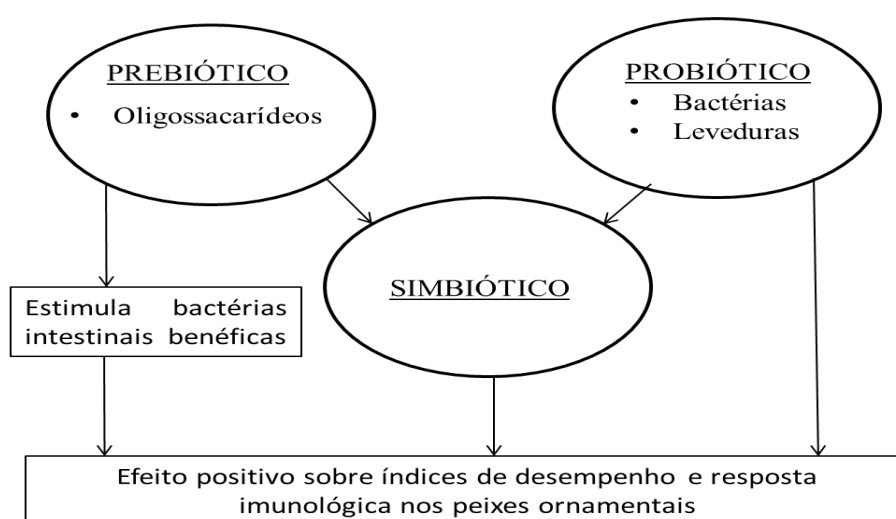 PREBIÓTICO
• Oligossacarídeos
PROBIÓTICO
• Bactérias
• Leveduras
SIMBIÓTICO
Estimula bactérias
intestinais benéficas
Efeito positivo sobre índices de desempenho e resposta
imunológica nos peixes ornamentais